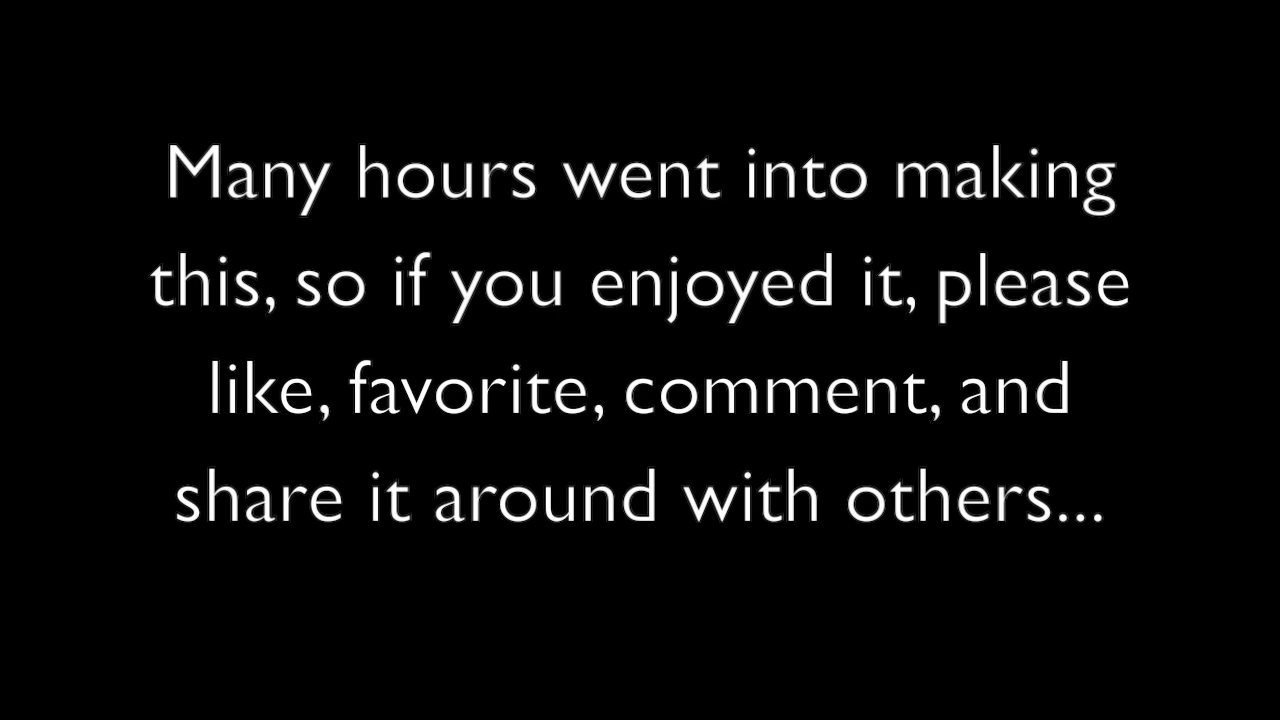 Many hours went into making
this, so if you enjoyed it, please
like, favorite, comment, and
share it around with others...